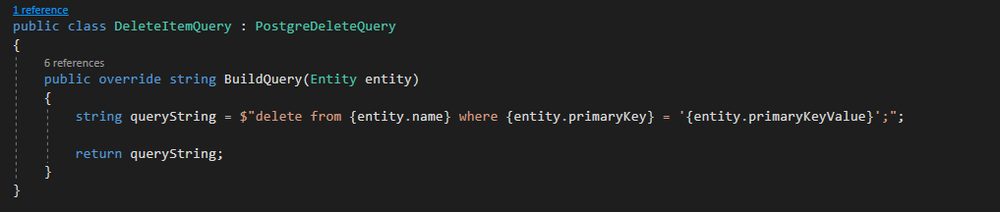 1 reference
public class DeleteItemQuery : PostgreDeleteQuery
{
6 references
public override string BuildQuery(Entity entity)
{
string queryString = $"delete from {entity.name} where {entity.primaryKey} = '{entity.primaryKeyValue}';";
return queryString;
}
}